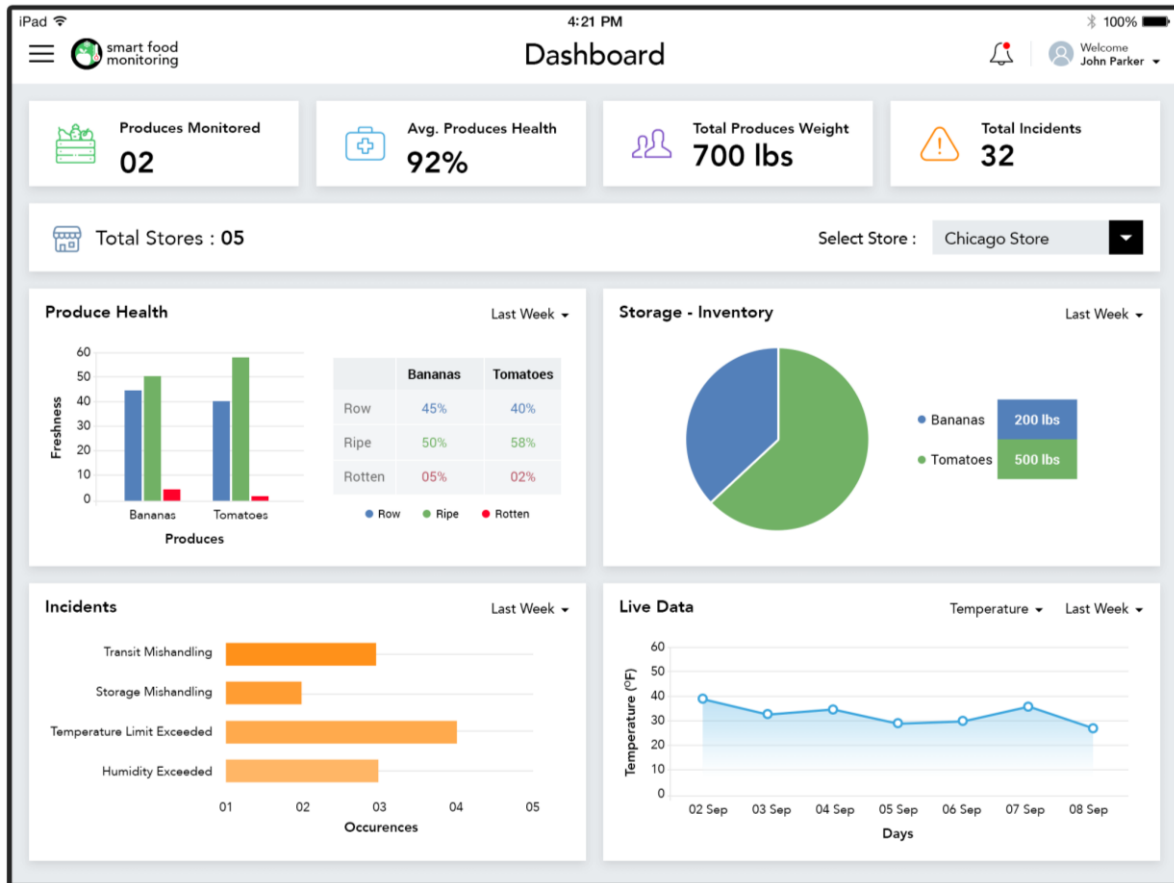 iPad 4:21 PM 100%
smart food
monitoring
Dashboard
Welcome
John Parker
Produces Monitored
02
Avg. Produces Health
92%
Total Produces Weight
700 lbs
Total Incidents
32
Total Stores : 05
Select Store : Chicago Store
Produce Health Last Week
60
50
40
30
20
10
0
Freshness
Bananas Tomatoes
Produces
Bananas Tomatoes
Row 45% 40%
Ripe 50% 58%
Rotten 05% 02%
Row Ripe Rotten
Storage - Inventory Last Week
Bananas 200 lbs
Tomatoes 500 lbs
Incidents Last Week
Transit Mishandling
Storage Mishandling
Temperature Limit Exceeded
Humidity Exceeded
01 02 03 04 05
Occurences
Live Data Temperature Last Week
60
50
40
30
20
10
0
Temperature (°F)
02 Sep 03 Sep 04 Sep 05 Sep 06 Sep 07 Sep 08 Sep
Days